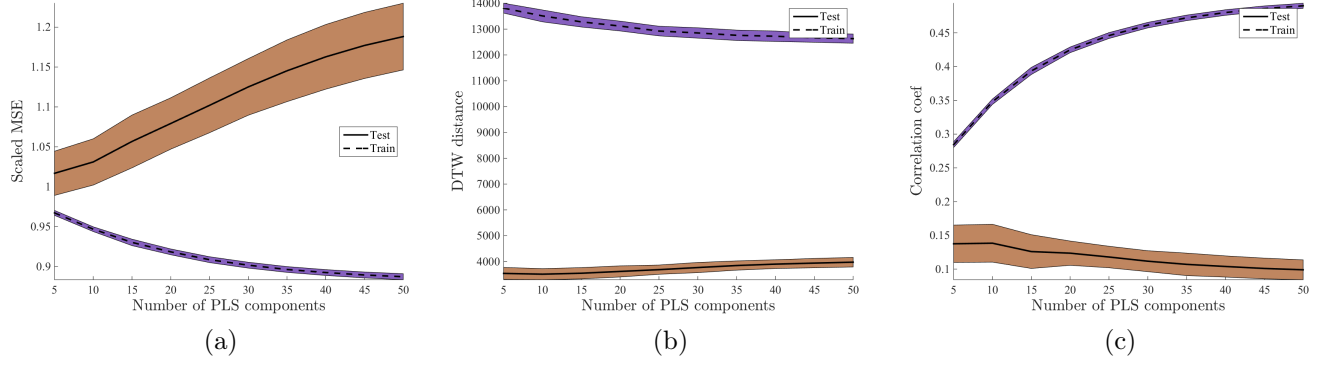 1.2
1.15
1.1
1.05
1
0.95
0.9
Scaled MSE
Test
Train
5 10 15 20 25 30 35 40 45 50
Number of PLS components
(a)
14000
13000
12000
11000
10000
9000
8000
7000
6000
5000
4000
DTW distance
Test
Train
5 10 15 20 25 30 35 40 45 50
Number of PLS components
(b)
0.45
0.4
0.35
0.3
0.25
0.2
0.15
0.1
Correlation coef
Test
Train
5 10 15 20 25 30 35 40 45 50
Number of PLS components
(c)